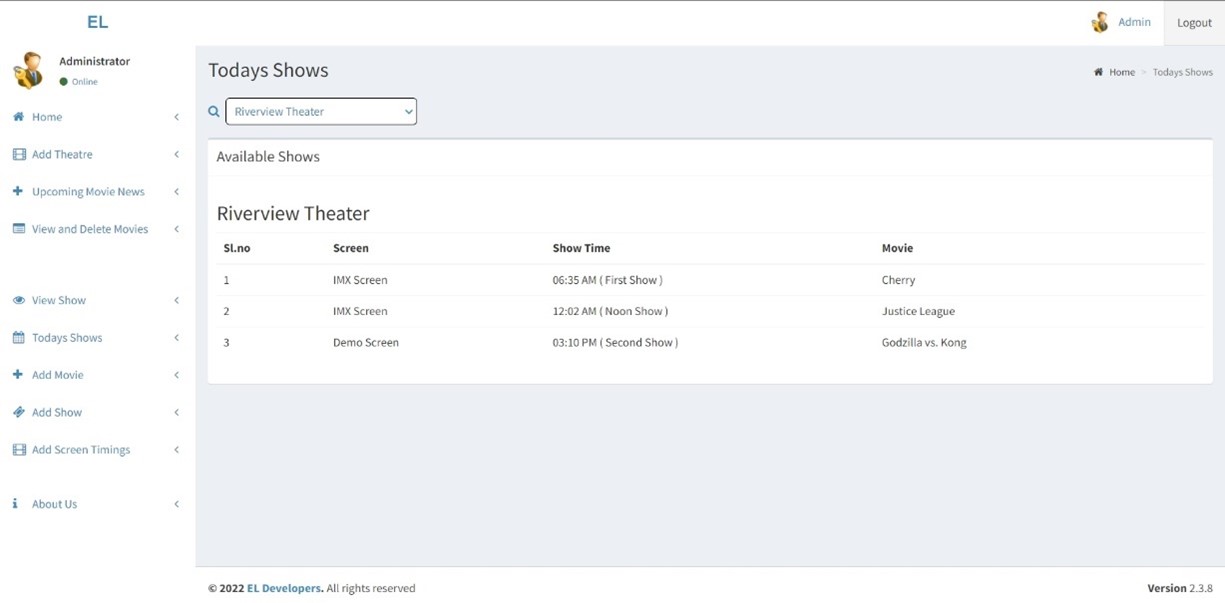 EL
Admin
Logout
Administrator
Online
Home
Add Theatre
Upcoming Movie News
View and Delete Movies
View Show
Todays Shows
Add Movie
Add Show
Add Screen Timings
About Us
Todays Shows
Home > Todays Shows
Riverview Theater
Available Shows
Riverview Theater
Sl.no Screen Show Time Movie
1 IMX Screen 06:35 AM ( First Show ) Cherry
2 IMX Screen 12:02 AM ( Noon Show ) Justice League
3 Demo Screen 03:10 PM ( Second Show ) Godzilla vs. Kong
© 2022 EL Developers. All rights reserved
Version 2.3.8